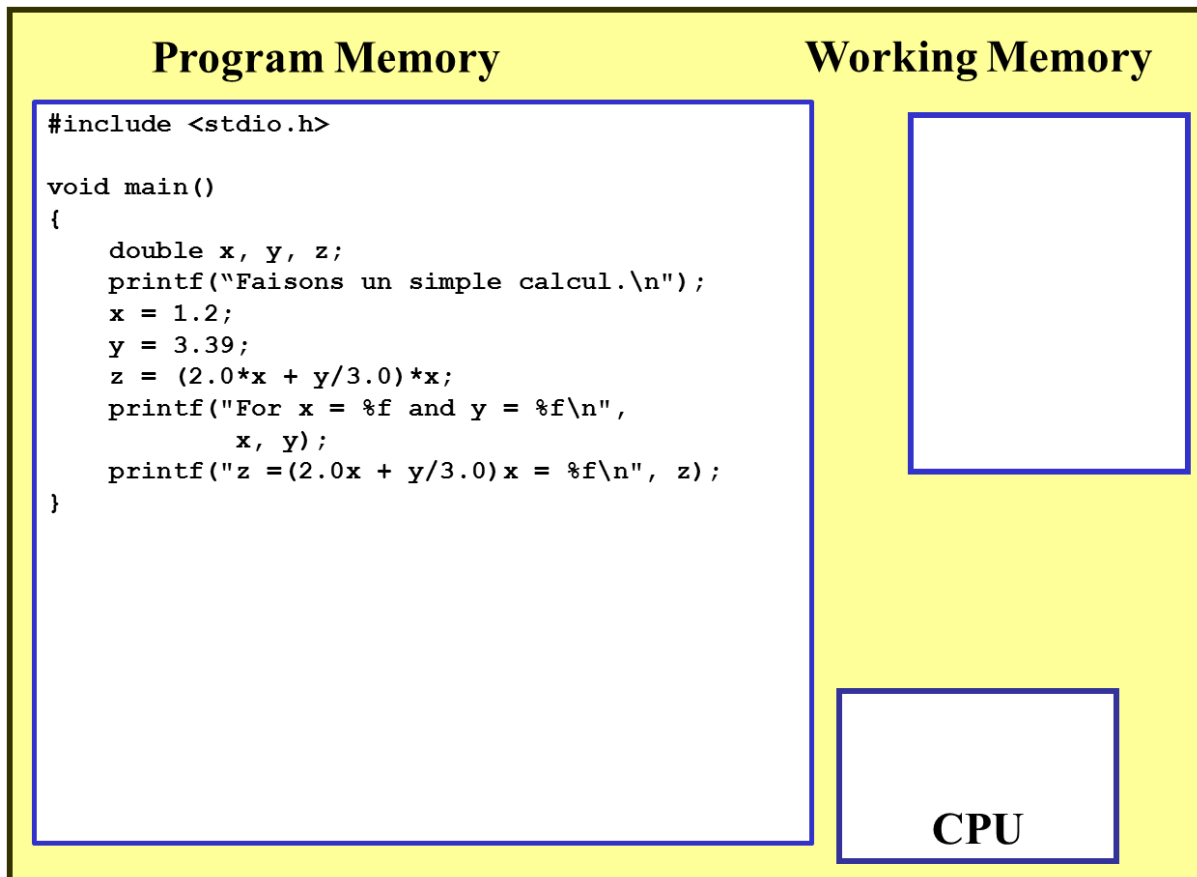 Program Memory
Working Memory
#include <stdio.h>
void main()
{
double x, y, z;
printf(‟Faisons un simple calcul.\n");
x = 1.2;
y = 3.39;
z = (2.0*x + y/3.0)*x;
printf("For x = %f and y = %f\n",
x, y);
printf("z =(2.0x + y/3.0)x = %f\n", z);
}
CPU